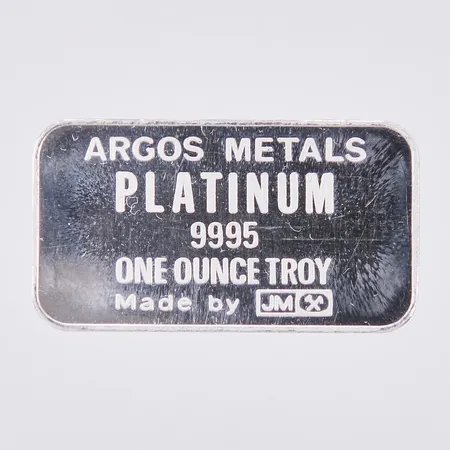 ARGOS METALS
PLATINUM
9995
ONE OUNCE TROY
Made by JM